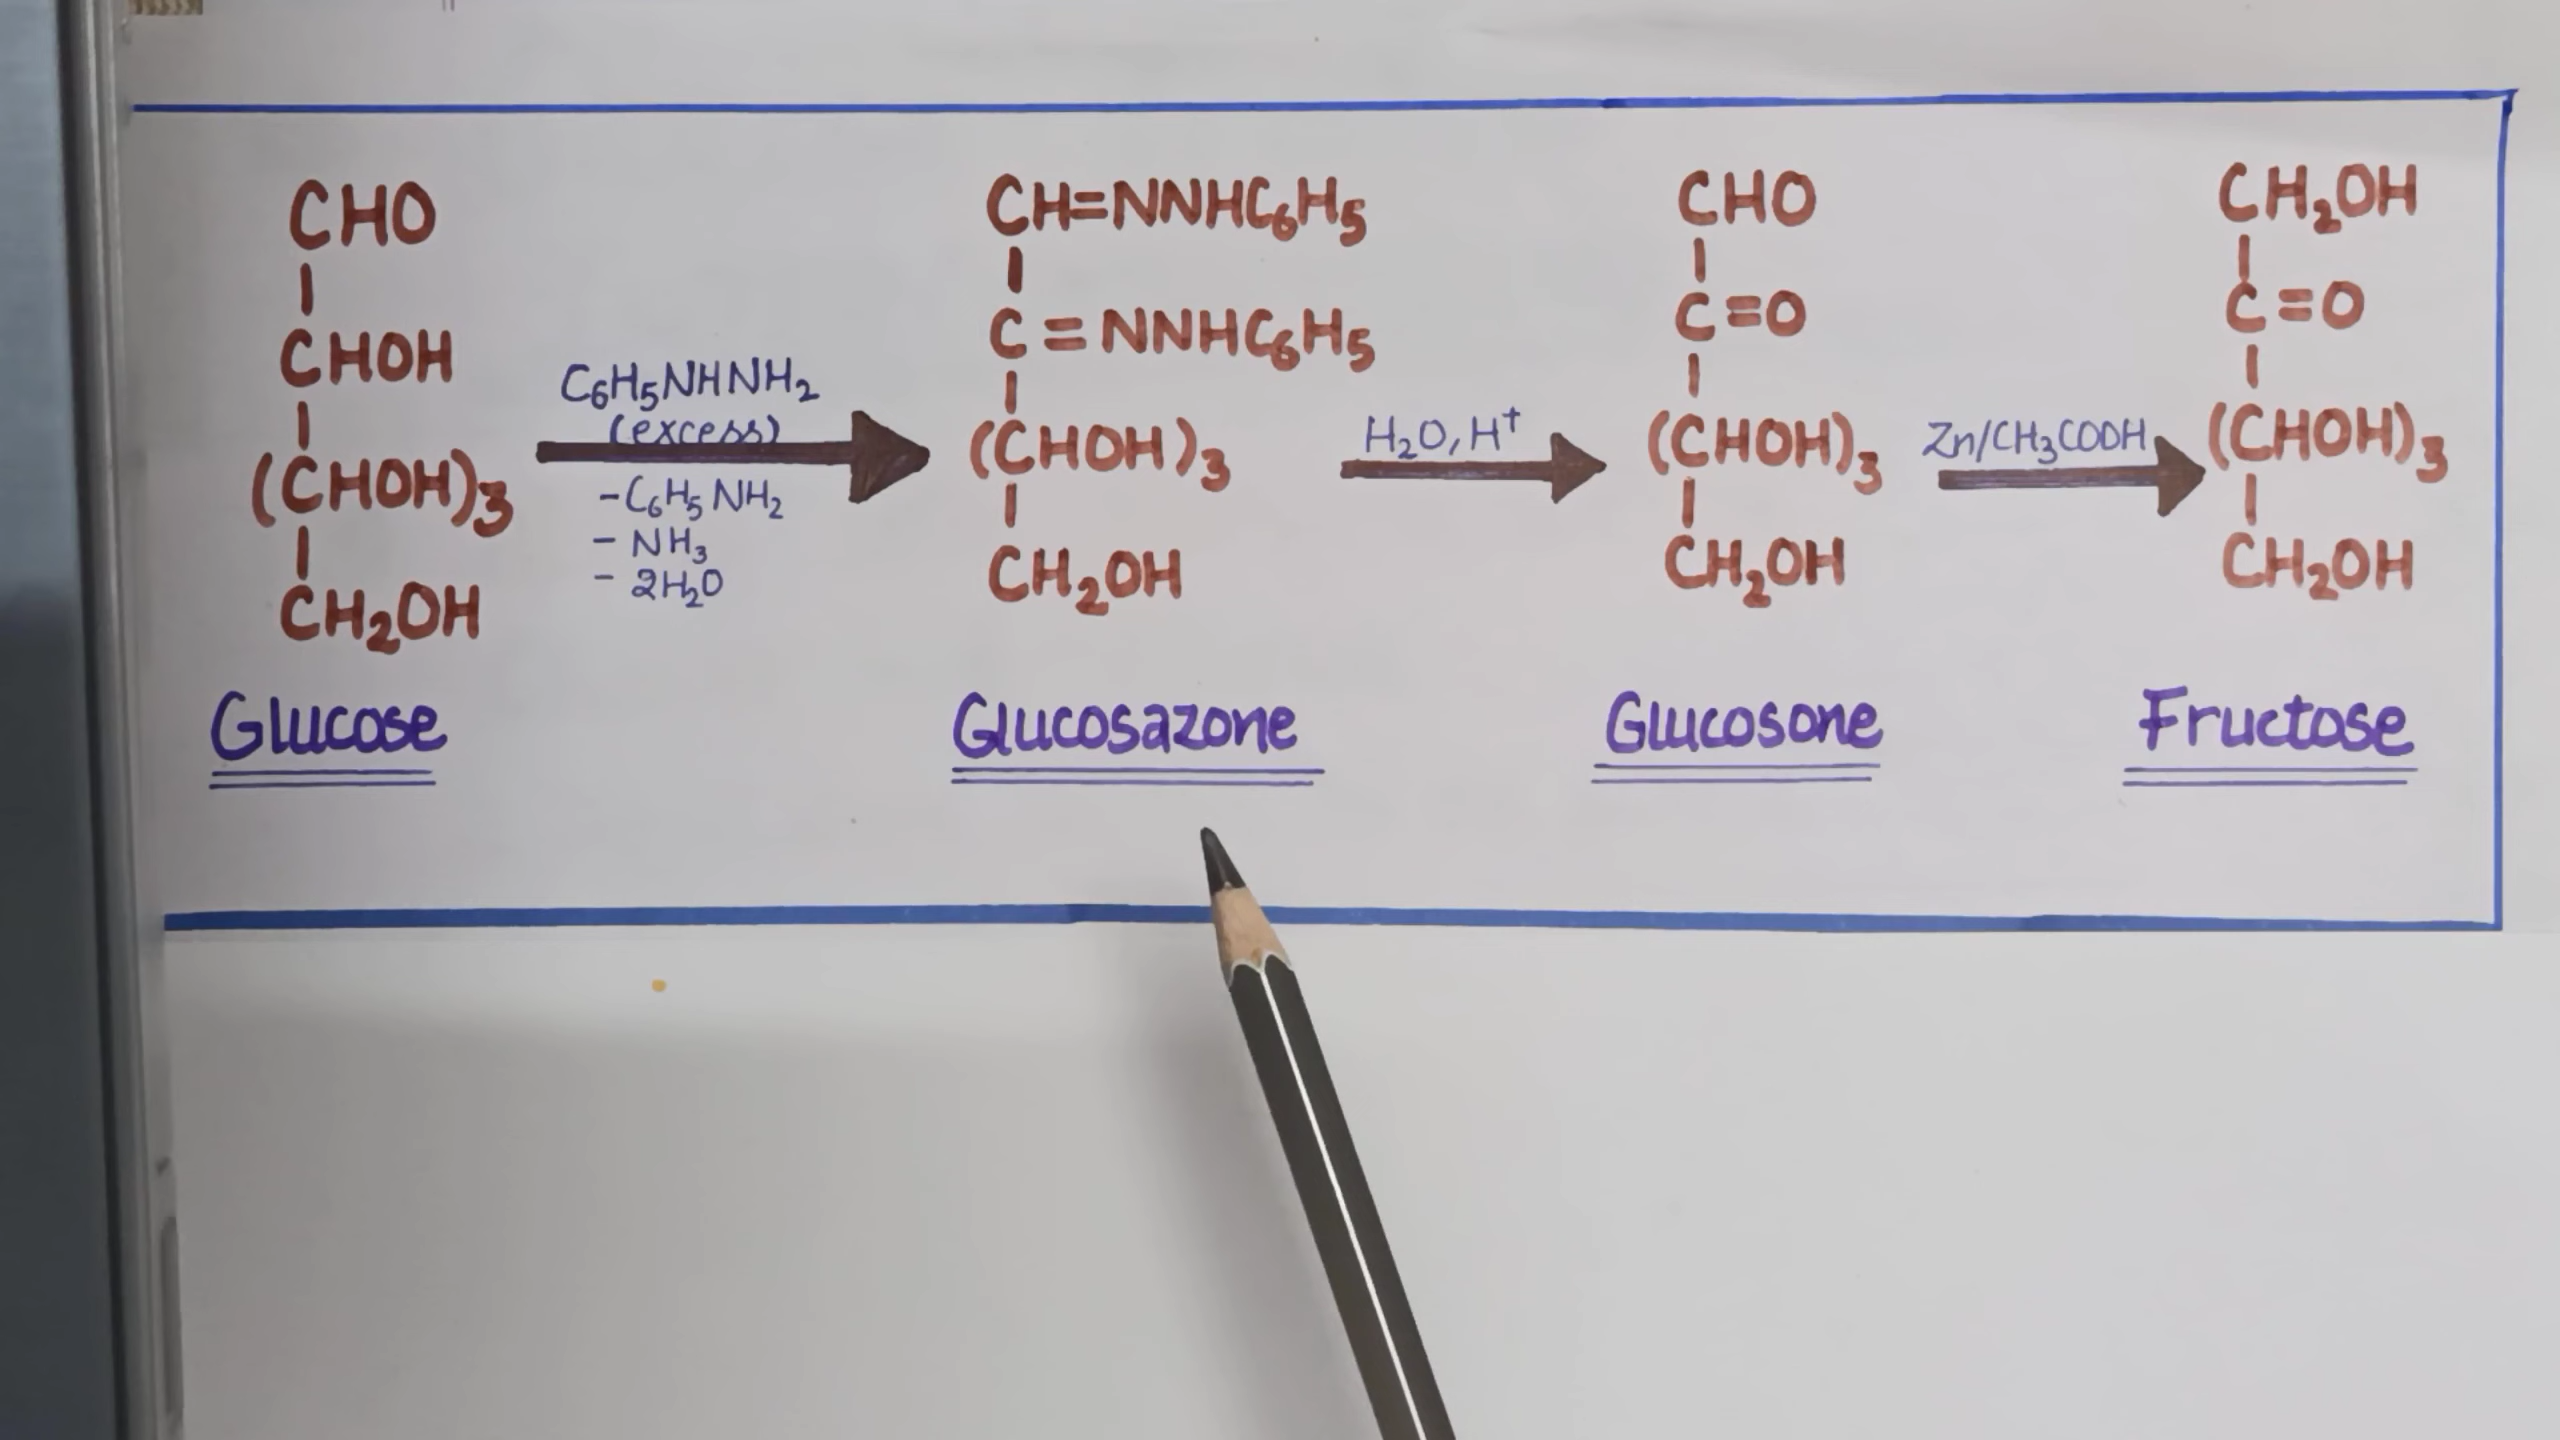 CHO
CHOH
(CHOH)₃
CH₂OH
Glucose
C₆H₅NHNH₂
(excess)
-C₆H₅NH₂
- NH₃
- 2H₂O
CH=NNHC₆H₅
C=NNHC₆H₅
(CHOH)₃
CH₂OH
Glucosazone
H₂O, H⁺
CHO
C=O
(CHOH)₃
CH₂OH
Glucosone
Zn/CH₃COOH
CH₂OH
C=O
(CHOH)₃
CH₂OH
Fructose